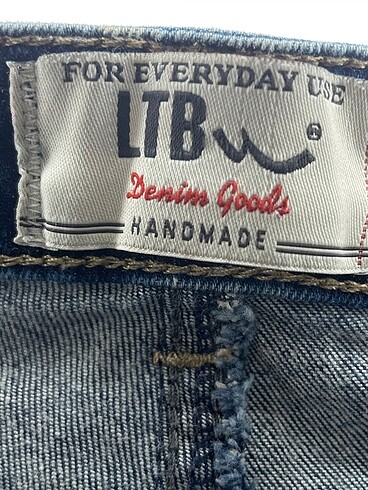 FOR EVERYDAY USE
LTB ®
Denim Goods
HANDMADE